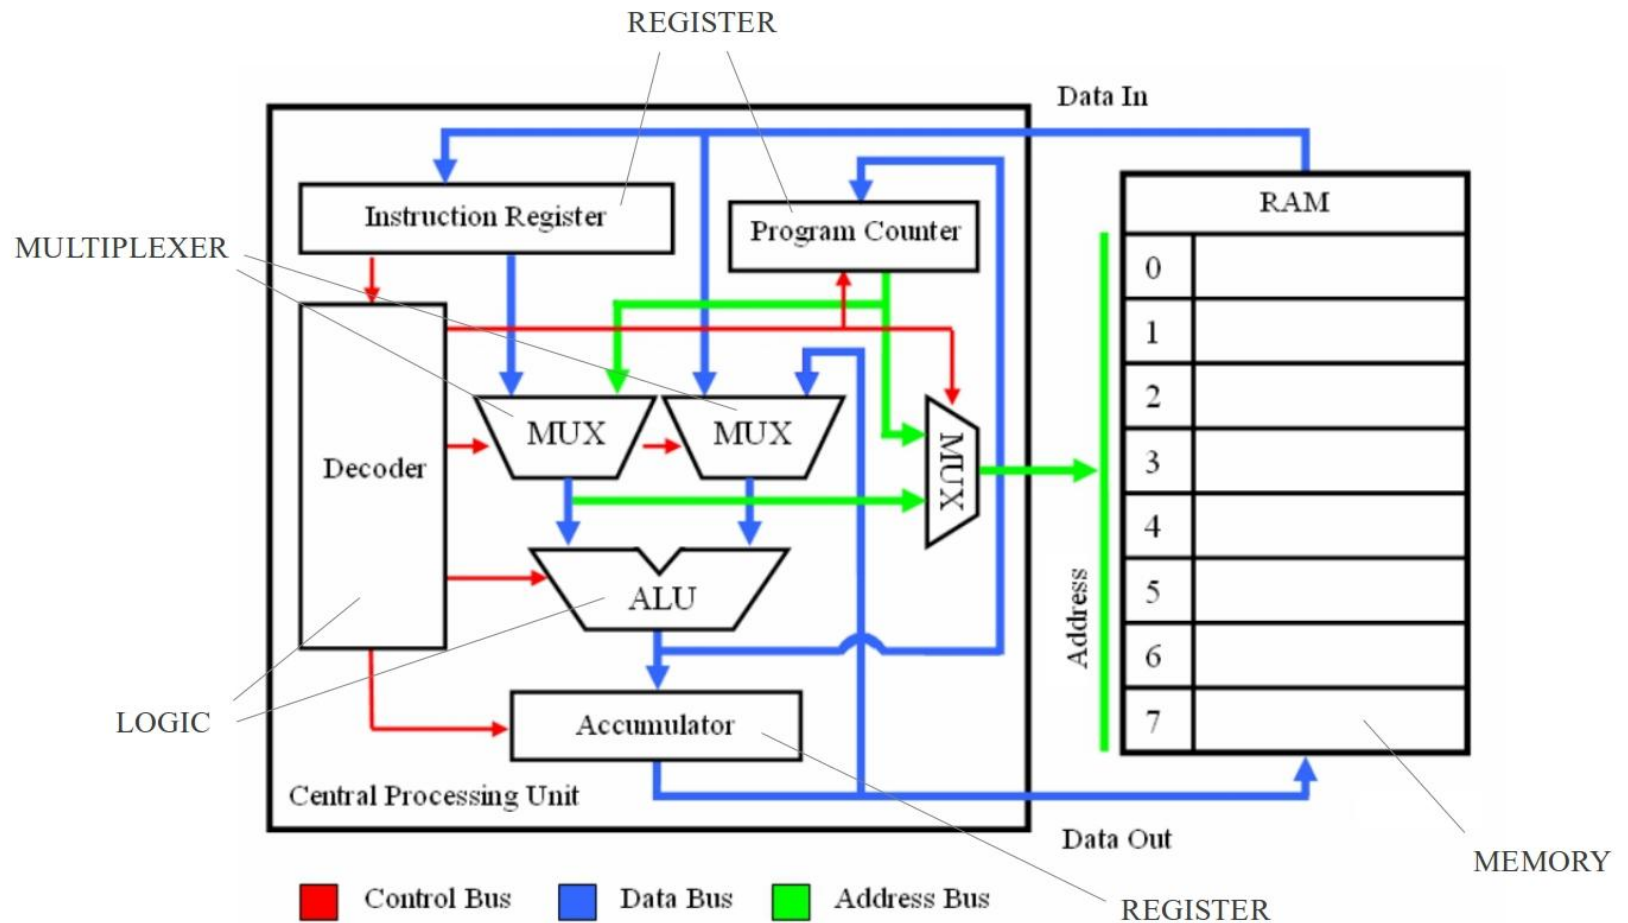 REGISTER
Data In
RAM
Instruction Register
Program Counter
MULTIPLEXER
0
1
2
3
4
5
6
7
MUX
MUX
MUX
Decoder
ALU
Address
LOGIC
Accumulator
Central Processing Unit
Data Out
MEMORY
Control Bus
Data Bus
Address Bus
REGISTER